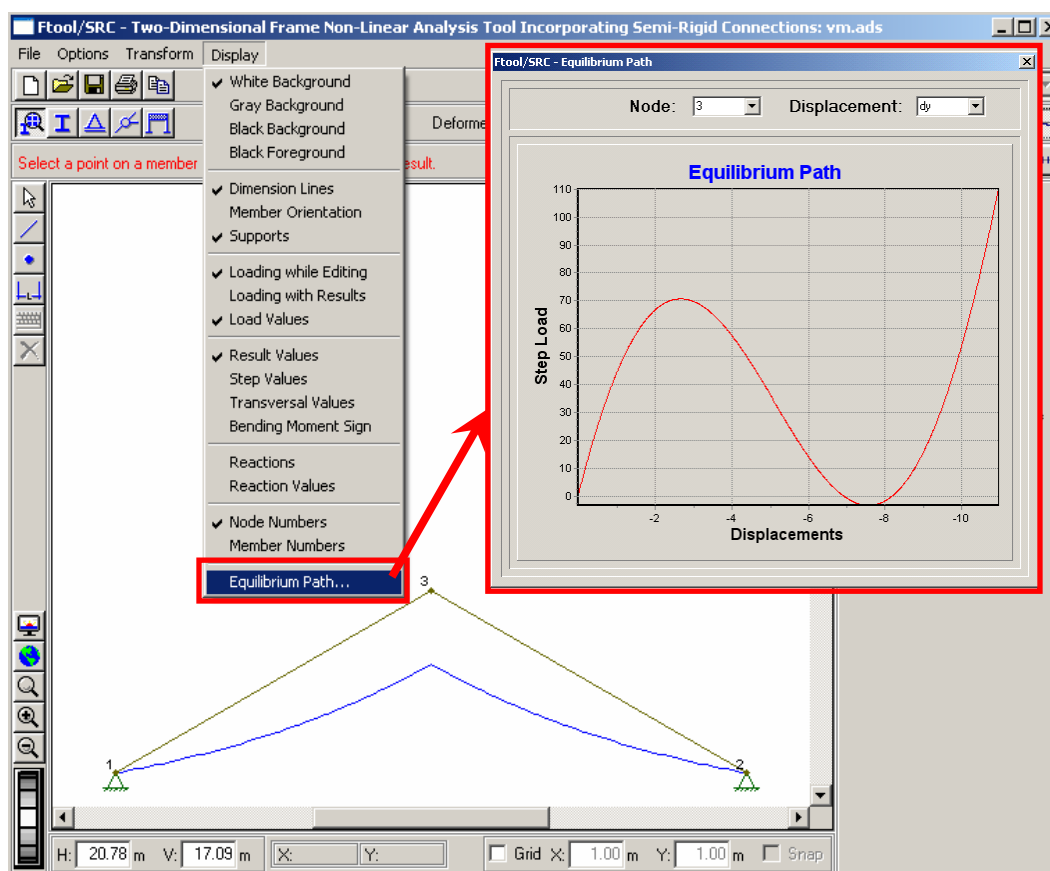 Ftool/SRC - Two-Dimensional Frame Non-Linear Analysis Tool Incorporating Semi-Rigid Connections: vm.ads
File Options Transform Display
Deforme
Select a point on a member
esult.
White Background
Gray Background
Black Background
Black Foreground
Dimension Lines
Member Orientation
Supports
Loading while Editing
Loading with Results
Load Values
Result Values
Step Values
Transversal Values
Bending Moment Sign
Reactions
Reaction Values
Node Numbers
Member Numbers
Equilibrium Path...
Ftool/SRC - Equilibrium Path
Node: 3 Displacement: dy
Equilibrium Path
110
100
90
80
70
60
50
40
30
20
10
0
Step Load
-2 -4 -6 -8 -10
Displacements
L
3
1
2
H: 20.78 m V: 17.09 m X: Y: Grid X: 1.00 m Y: 1.00 m Snap